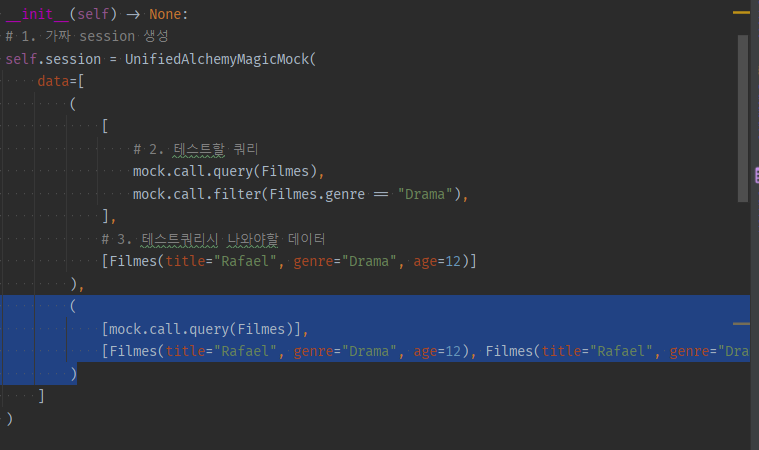 __init__(self) -> None:
# 1. 가짜 session 생성
self.session = UnifiedAlchemyMagicMock(
data=[
(
[
# 2. 테스트할 쿼리
mock.call.query(Filmes),
mock.call.filter(Filmes.genre == "Drama"),
],
# 3. 테스트쿼리시 나와야할 데이터
[Filmes(title="Rafael", genre="Drama", age=12)]
),
(
[mock.call.query(Filmes)],
[Filmes(title="Rafael", genre="Drama", age=12), Filmes(title="Rafael", genre="Dra
)
]
)